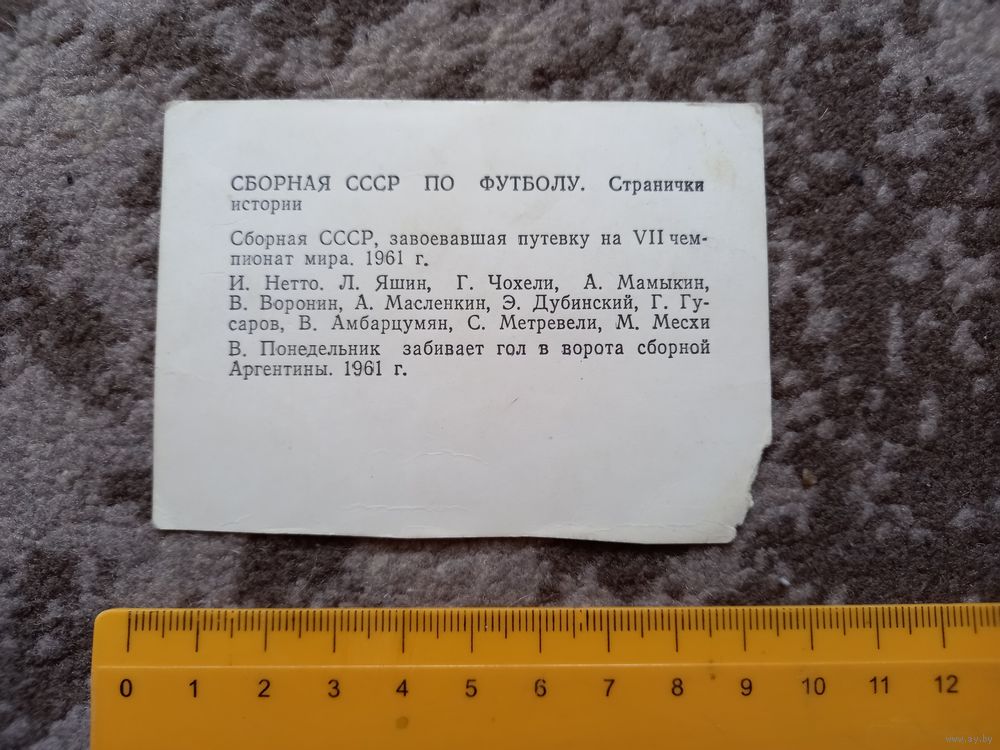 СБОРНАЯ СССР ПО ФУТБОЛУ. Странички
истории
Сборная СССР, завоевавшая путевку на VII чем-
пионат мира. 1961 г.
И. Нетто. Л. Яшин, Г. Чохели, А. Мамыкин,
В. Воронин, А. Масленкин, Э. Дубинский, Г. Гу-
саров, В. Амбарцумян, С. Метревели, М. Месхи
В. Понедельник забивает гол в ворота сборной
Аргентины. 1961 г.
0 1 2 3 4 5 6 7 8 9 10 11 12
www.ay.by